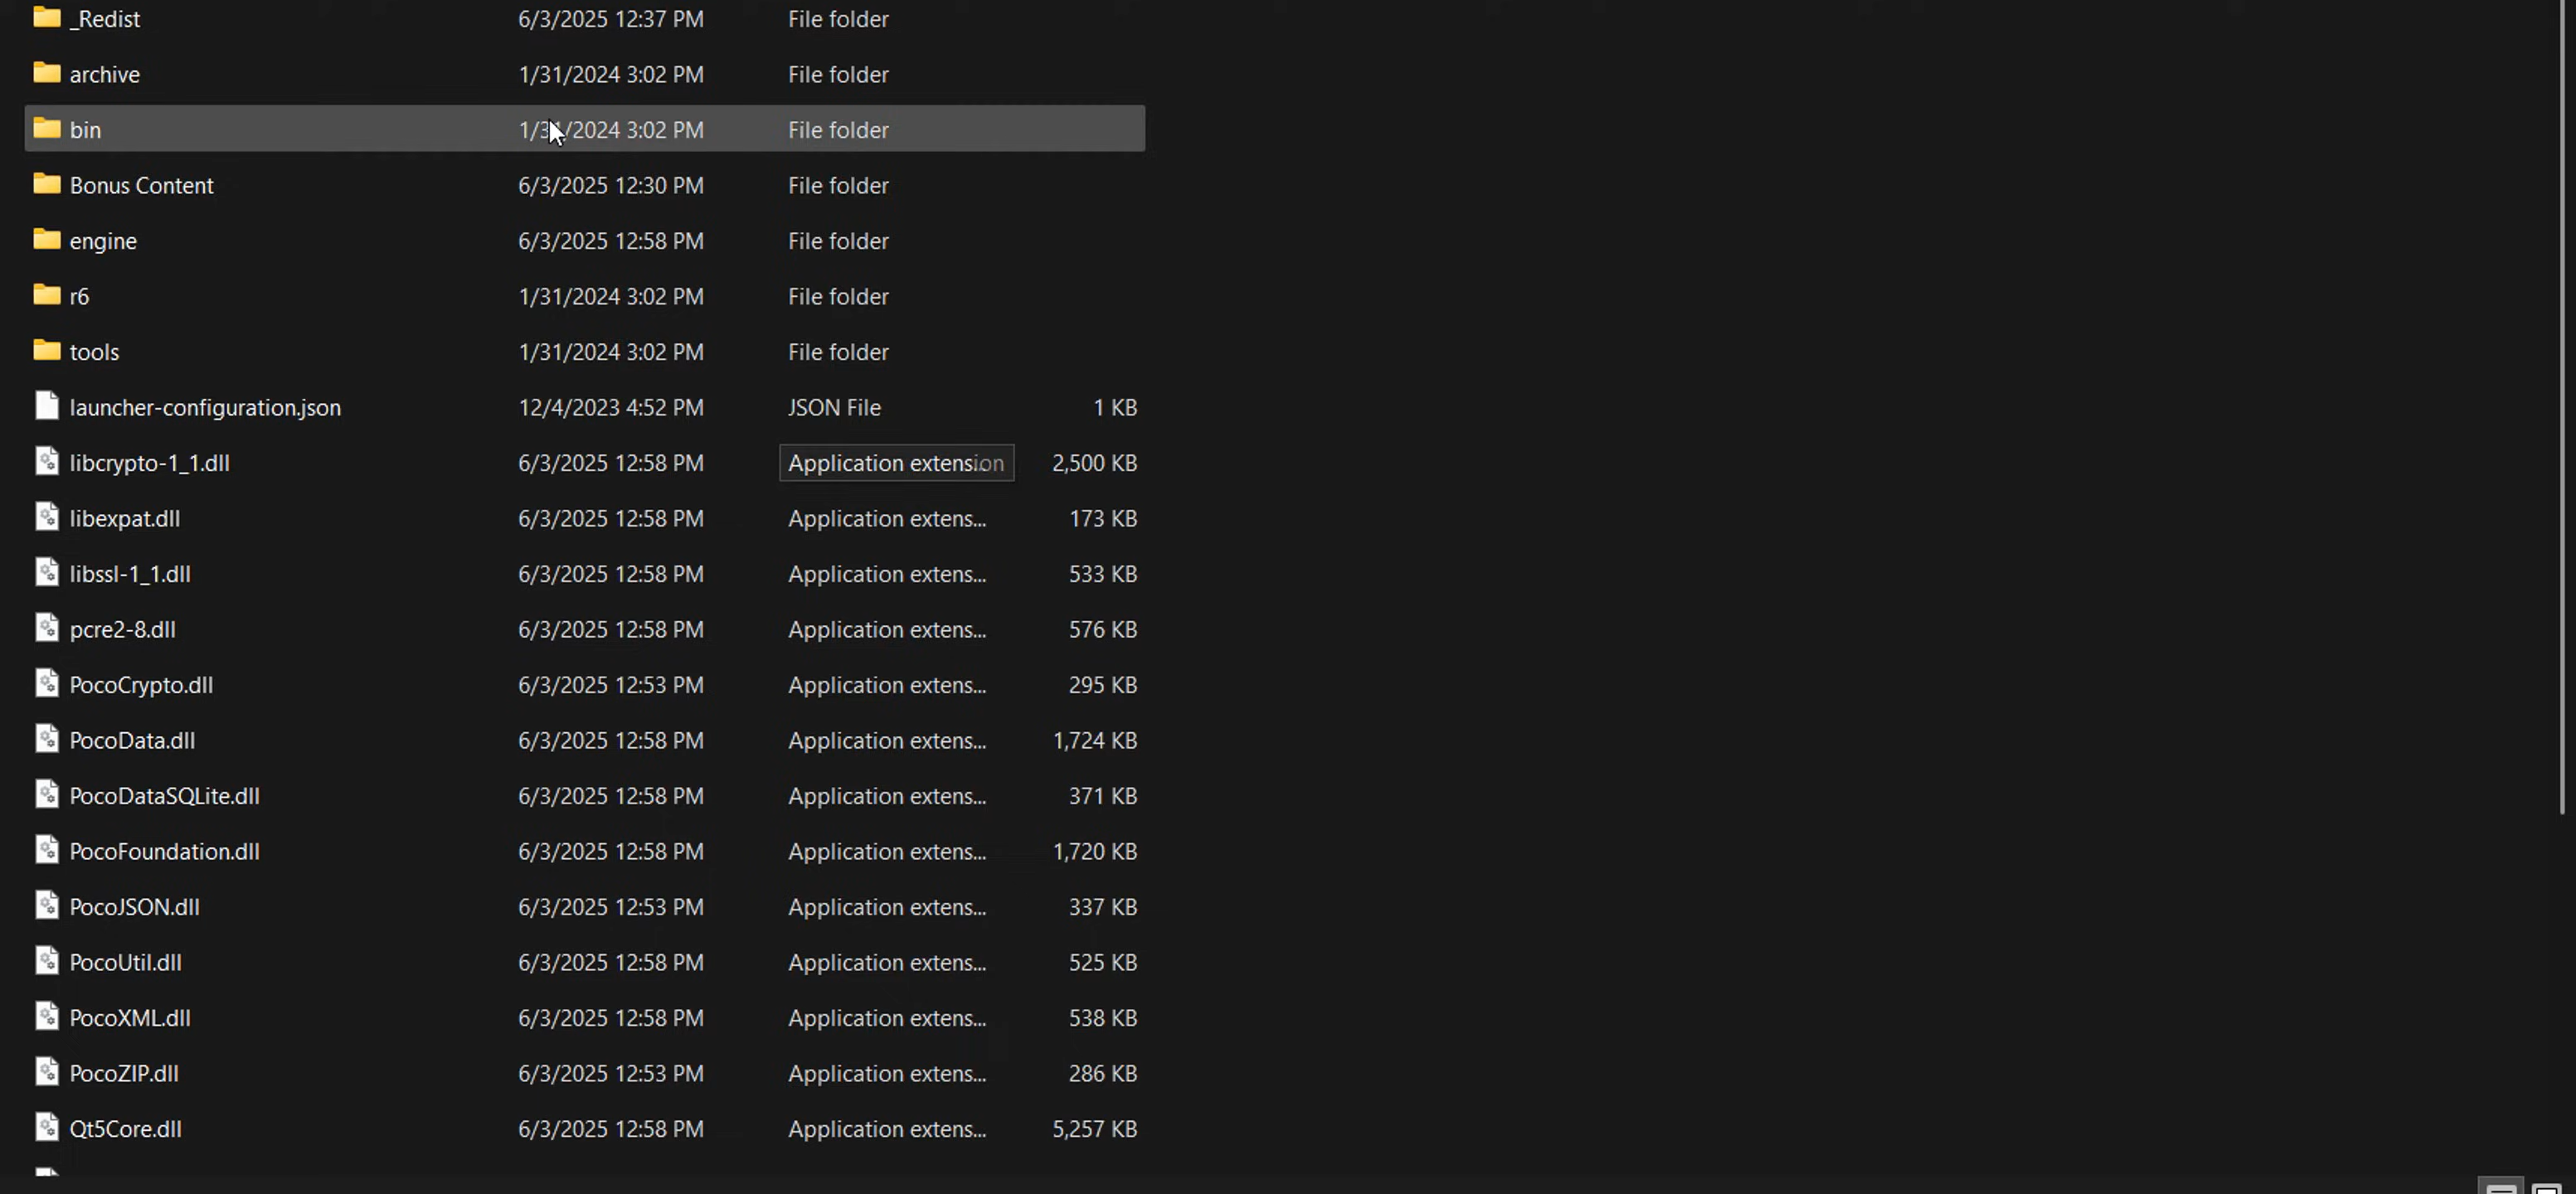 _Redist 6/3/2025 12:37 PM File folder
archive 1/31/2024 3:02 PM File folder
bin 1/31/2024 3:02 PM File folder
Bonus Content 6/3/2025 12:30 PM File folder
engine 6/3/2025 12:58 PM File folder
r6 1/31/2024 3:02 PM File folder
tools 1/31/2024 3:02 PM File folder
launcher-configuration.json 12/4/2023 4:52 PM JSON File 1 KB
libcrypto-1_1.dll 6/3/2025 12:58 PM Application extension 2,500 KB
libexpat.dll 6/3/2025 12:58 PM Application extens... 173 KB
libssl-1_1.dll 6/3/2025 12:58 PM Application extens... 533 KB
pcre2-8.dll 6/3/2025 12:58 PM Application extens... 576 KB
PocoCrypto.dll 6/3/2025 12:53 PM Application extens... 295 KB
PocoData.dll 6/3/2025 12:58 PM Application extens... 1,724 KB
PocoDataSQLite.dll 6/3/2025 12:58 PM Application extens... 371 KB
PocoFoundation.dll 6/3/2025 12:58 PM Application extens... 1,720 KB
PocoJSON.dll 6/3/2025 12:53 PM Application extens... 337 KB
PocoUtil.dll 6/3/2025 12:58 PM Application extens... 525 KB
PocoXML.dll 6/3/2025 12:58 PM Application extens... 538 KB
PocoZIP.dll 6/3/2025 12:53 PM Application extens... 286 KB
Qt5Core.dll 6/3/2025 12:58 PM Application extens... 5,257 KB